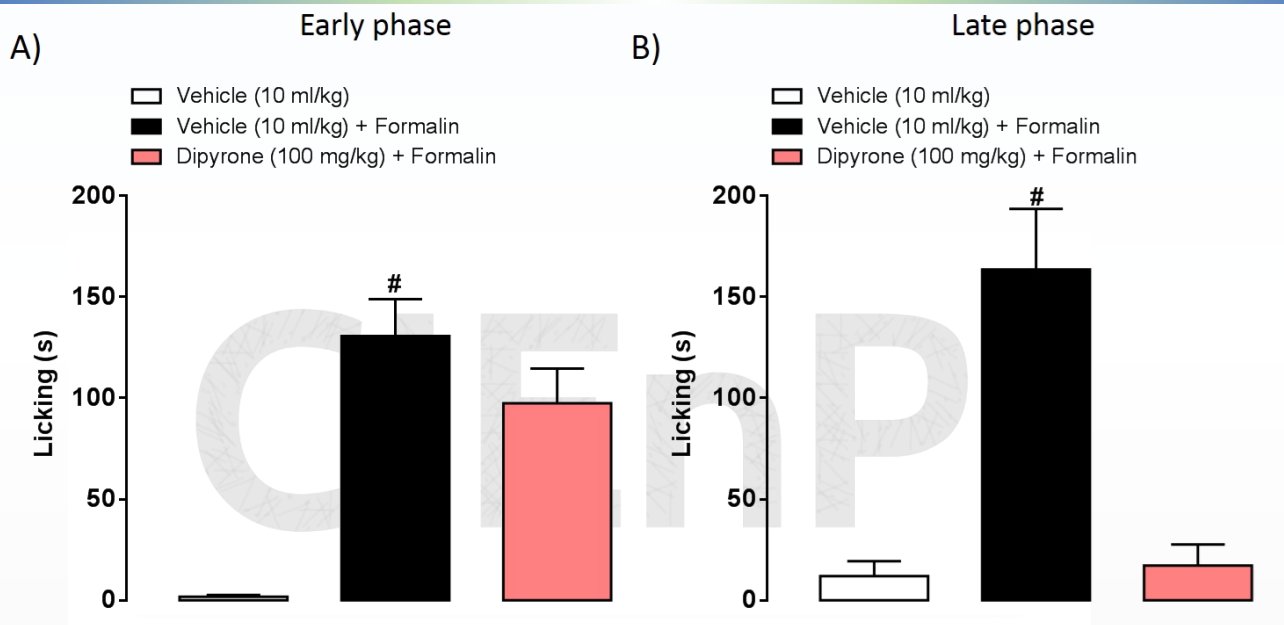 Early phase
A)
Vehicle (10 ml/kg)
Vehicle (10 ml/kg) + Formalin
Dipyrone (100 mg/kg) + Formalin
200
150
100
50
0
Licking (s)
#
Late phase
B)
Vehicle (10 ml/kg)
Vehicle (10 ml/kg) + Formalin
Dipyrone (100 mg/kg) + Formalin
200
150
100
50
0
Licking (s)
#
CIEnP